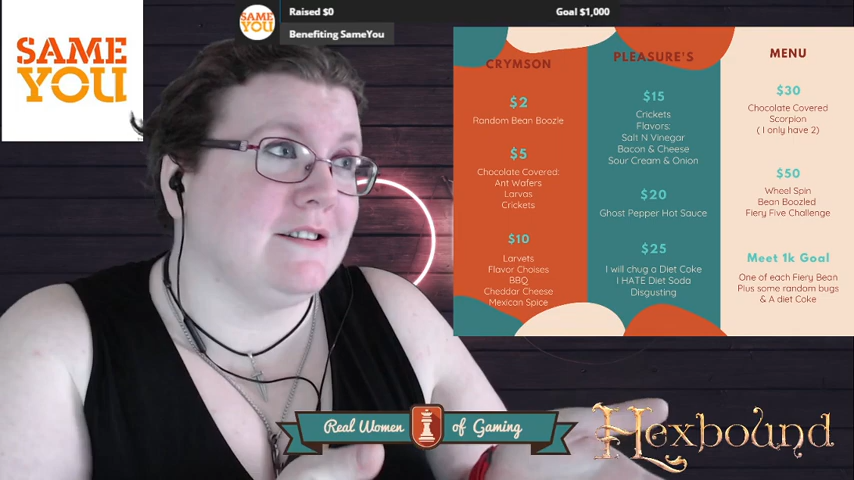 SAME
YOU
SAME
YOU
Raised $0
Goal $1,000
Benefiting SameYou
CRYMSON
$2
Random Bean Boozle
$5
Chocolate Covered:
Ant Wafers
Larvas
Crickets
$10
Larvets
Flavor Choises
BBQ
Cheddar Cheese
Mexican Spice
PLEASURE'S
$15
Crickets
Flavors:
Salt N Vinegar
Bacon & Cheese
Sour Cream & Onion
$20
Ghost Pepper Hot Sauce
$25
I will chug a Diet Coke
I HATE Diet Soda
Disgusting
MENU
$30
Chocolate Covered
Scorpion
( I only have 2)
$50
Wheel Spin
Bean Boozled
Fiery Five Challenge
Meet 1k Goal
One of each Fiery Bean
Plus some random bugs
& A diet Coke
Real Women of Gaming
Hexbound